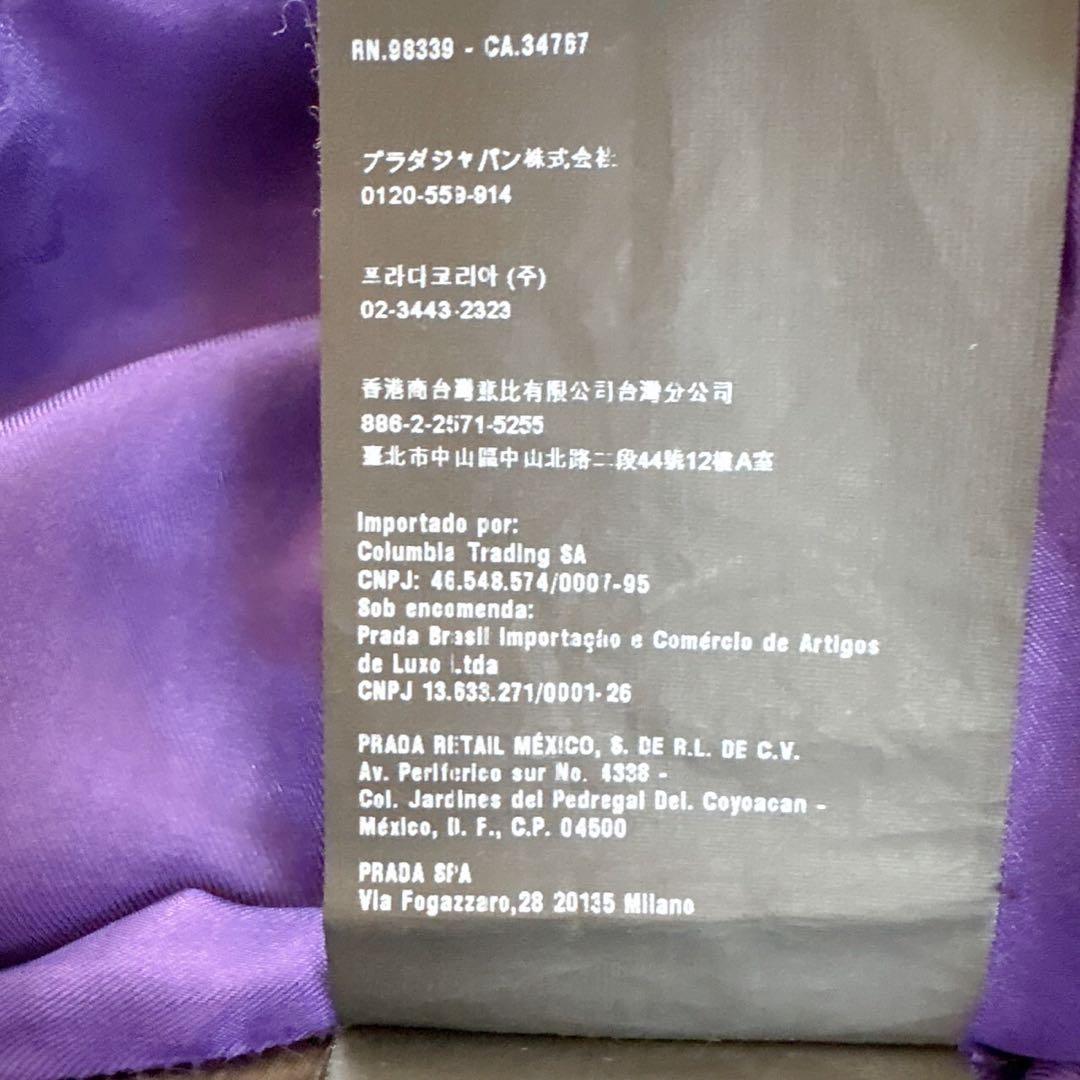 RN.98339 - CA.34767
プラダジャパン株式会社
0120-559-914
프라다코리아 (주)
02-3443-2323
香港商台灣亞比有限公司台灣分公司
886-2-2571-5255
臺北市中山區中山北路二段44號12樓A室
Importado por:
Columbia Trading SA
CNPJ: 46.548.574/0007-95
Sob encomenda:
Prada Brasil Importação e Comércio de Artigos
de Luxo Ltda
CNPJ 13.633.271/0001-26
PRADA RETAIL MÉXICO, S. DE R.L. DE C.V.
Av. Periferico sur No. 4338 -
Col. Jardines del Pedregal Del. Coyoacan -
México, D. F., C.P. 04500
PRADA SPA
Via Fogazzaro,28 20135 Milano